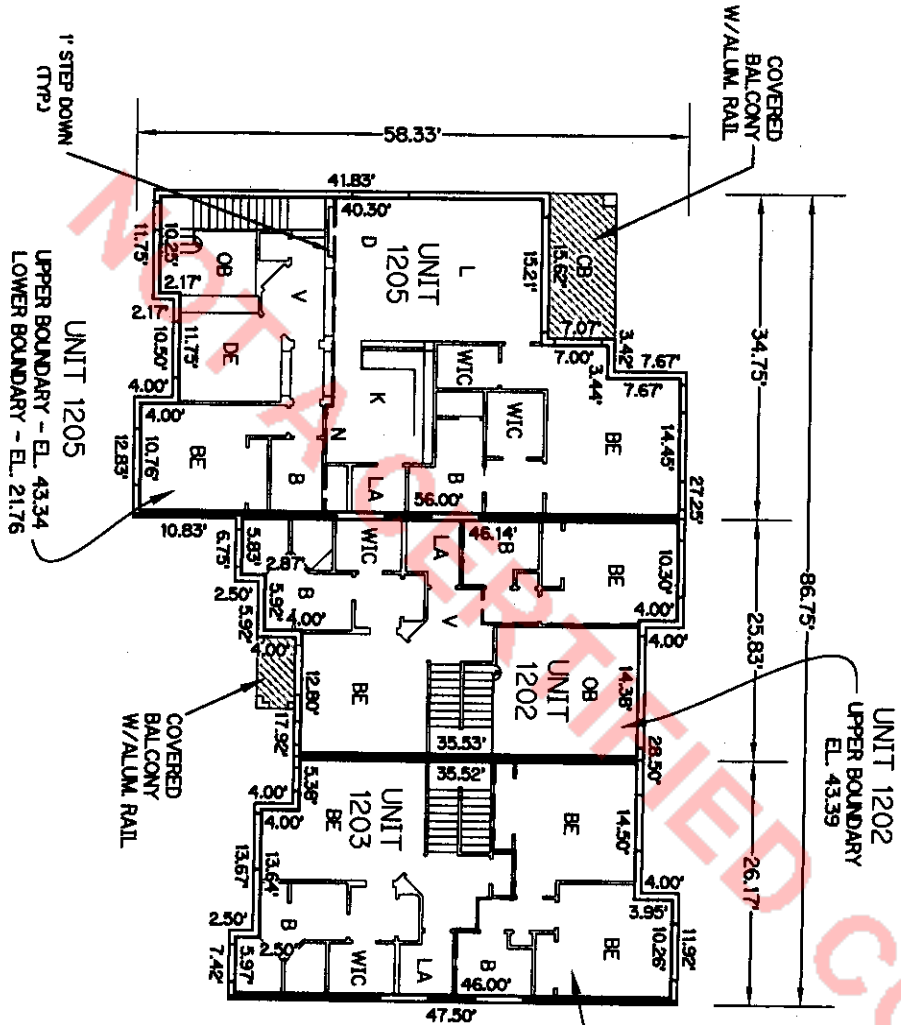 COVERED
BALCONY
W/ALUM. RAIL
1' STEP DOWN
(TYP.)
58.33'
41.83'
40.30'
34.75'
86.75'
25.83'
26.17'
CB
15.62'
15.21'
7.07'
7.00'
3.42'
3.44'
7.67'
7.67'
14.45'
27.25'
UNIT
1205
L
D
WIC
WIC
BE
K
N
B
LA
56.00'
OB
V
DE
BE
B
11.75'
10.25'
2.17'
2.17'
11.75'
10.50'
4.00'
4.00'
10.76'
12.83'
10.83'
UNIT 1205
UPPER BOUNDARY - EL. 43.34
LOWER BOUNDARY - EL. 21.76
UNIT 1202
UPPER BOUNDARY
EL. 43.39
46.14'
B
BE
10.30'
4.00'
4.00'
LA
WIC
V
OB
UNIT
1202
14.38'
28.50'
5.83'
6.75'
2.87'
B
2.50'
5.92'
5.92'
4.00'
4.00'
BE
12.80'
17.92'
35.53'
COVERED
BALCONY
W/ALUM. RAIL
35.52'
UNIT
1203
BE
5.38'
4.00'
4.00'
BE
14.50'
4.00'
3.95'
11.92'
10.26'
BE
13.67'
13.64'
B
2.50'
2.50'
7.42'
5.97'
WIC
LA
B
46.00'
47.50'
NOT A CERTIFIED CO